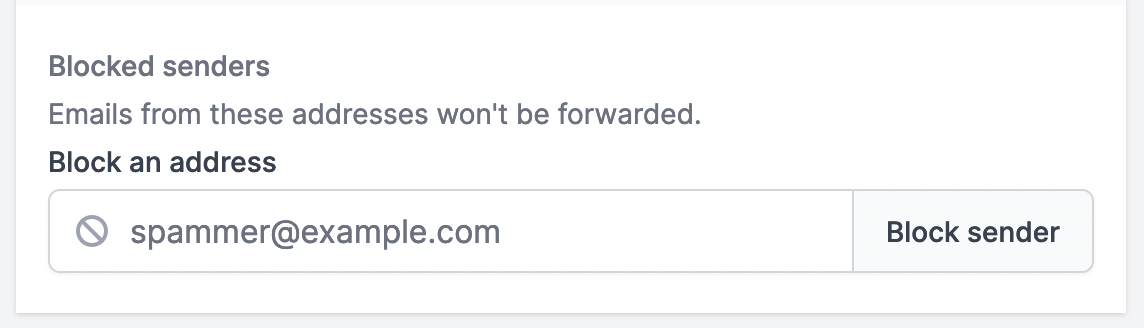 Blocked senders
Emails from these addresses won't be forwarded.
Block an address
spammer@example.com
Block sender